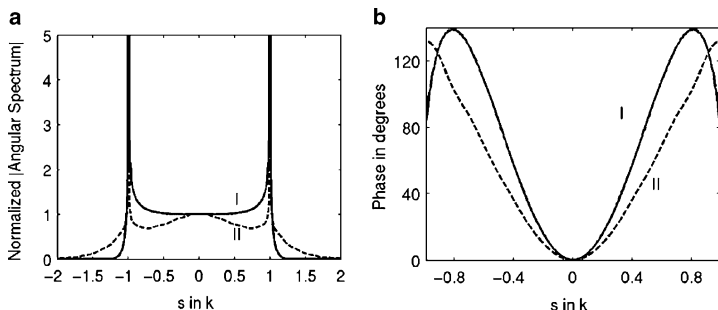 a
Normalized |Angular Spectrum|
5
4
3
2
1
0
I
II
−2
−1.5
−1
−0.5
0
0.5
1
1.5
2
s in k
b
Phase in degrees
120
80
40
0
I
II
−0.8
−0.4
0
0.4
0.8
s in k